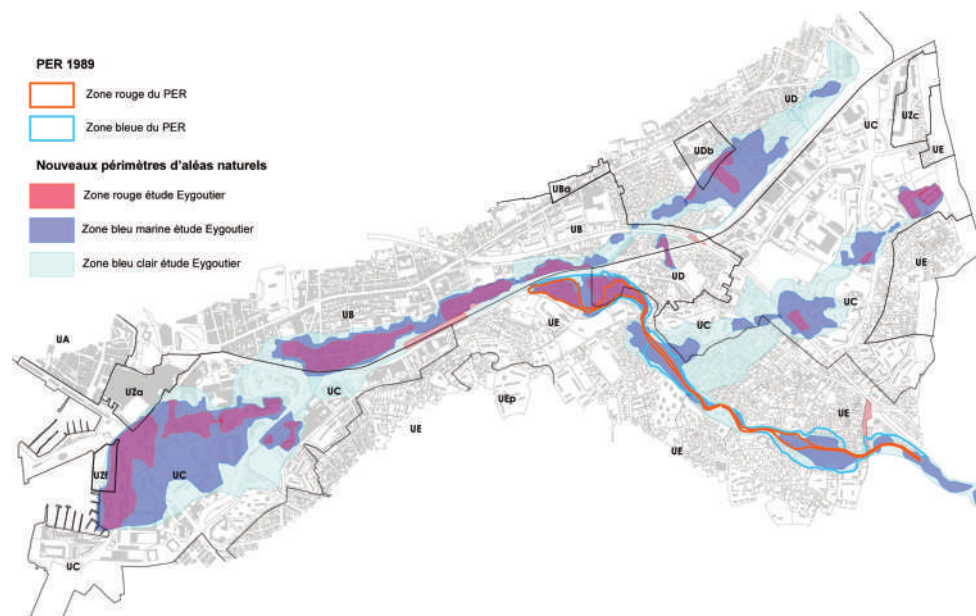 PER 1989
Zone rouge du PER
Zone bleue du PER
Nouveaux périmètres d'aléas naturels
Zone rouge étude Eygoutier
Zone bleu marine étude Eygoutier
Zone bleu clair étude Eygoutier
UD
UC
UZc
UE
UDb
UBa
UB
UD
UE
UC
UC
UE
UB
UA
UZa
UC
UEp
UE
UE
UE
UZf
UC
UC